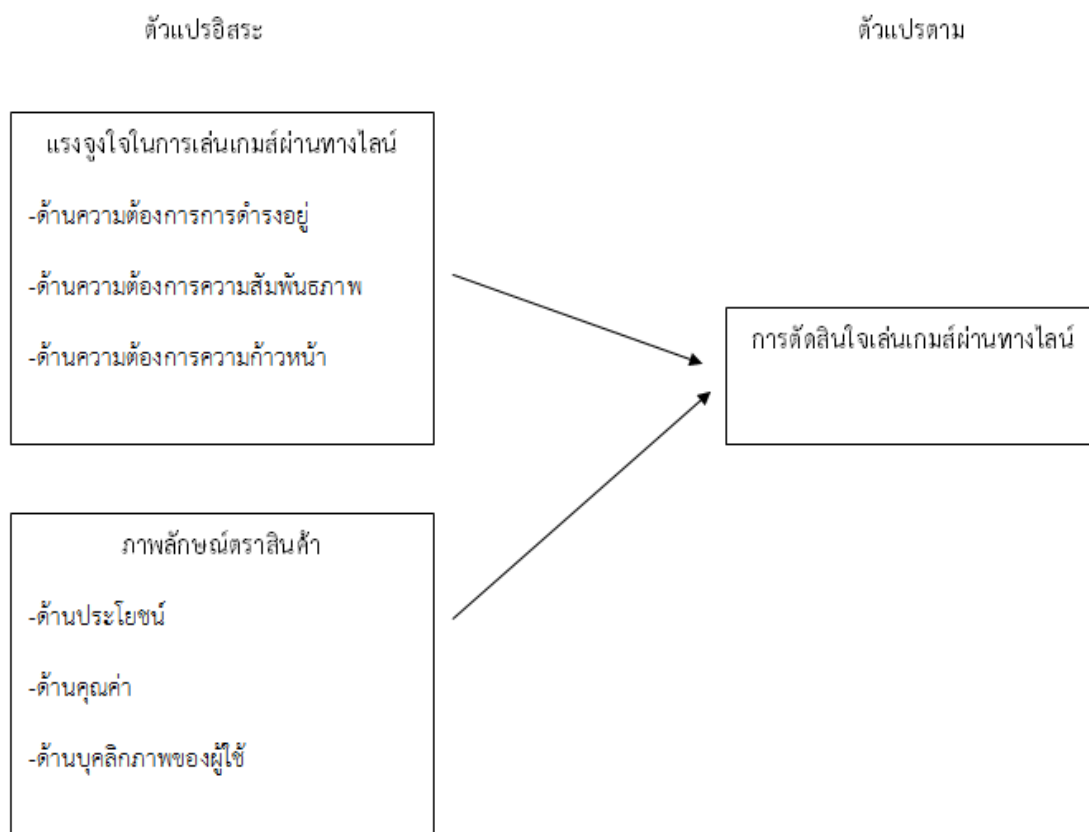 ตัวแปรอิสระ
ตัวแปรตาม
แรงจูงใจในการเล่นเกมส์ผ่านทางไลน์
-ด้านความต้องการการดำรงอยู่
-ด้านความต้องการความสัมพันธภาพ
-ด้านความต้องการความก้าวหน้า
การตัดสินใจเล่นเกมส์ผ่านทางไลน์
ภาพลักษณ์ตราสินค้า
-ด้านประโยชน์
-ด้านคุณค่า
-ด้านบุคลิกภาพของผู้ใช้